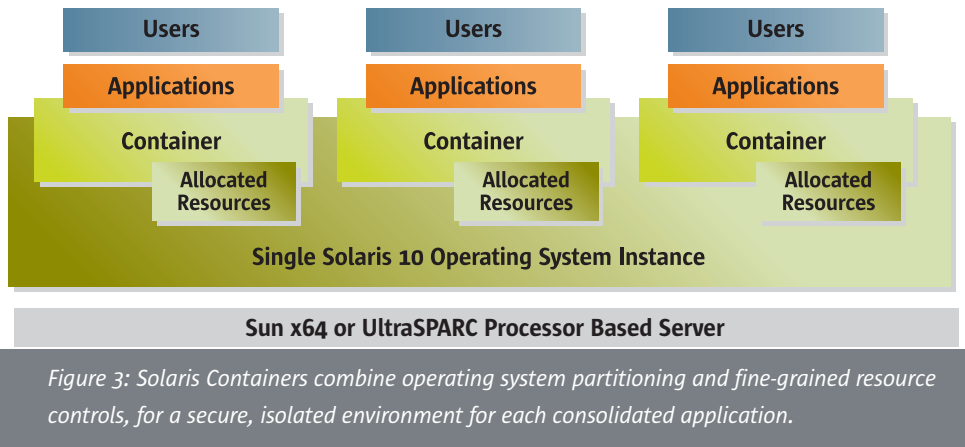 Users Users Users
Applications Applications Applications
Container Container Container
Allocated Resources Allocated Resources Allocated Resources
Single Solaris 10 Operating System Instance
Sun x64 or UltraSPARC Processor Based Server
Figure 3: Solaris Containers combine operating system partitioning and fine-grained resource
controls, for a secure, isolated environment for each consolidated application.